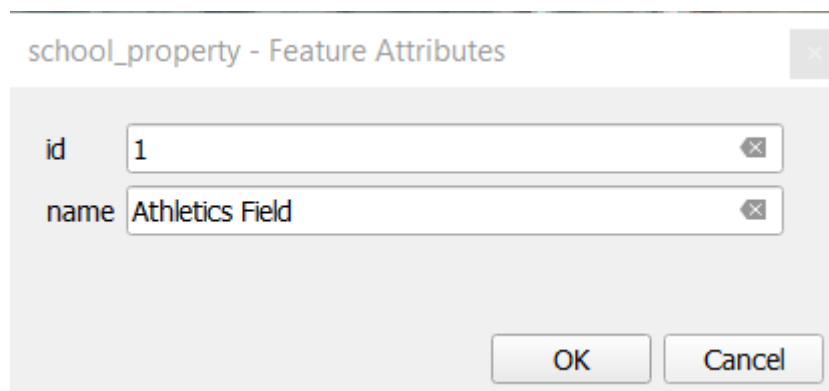 school_property - Feature Attributes
id 1
name Athletics Field
OK Cancel